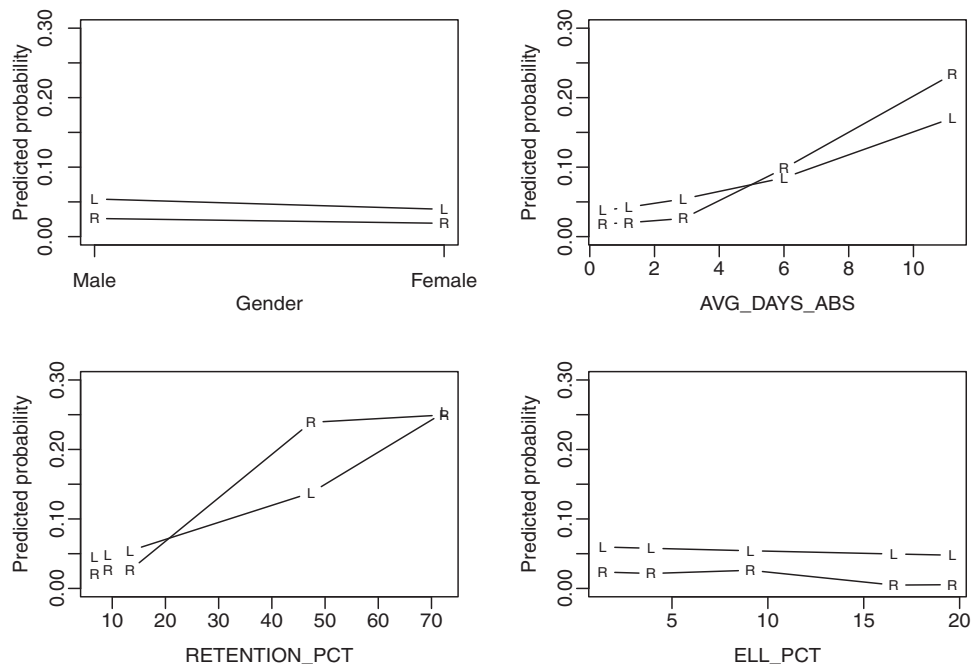 Predicted probability
0.00 0.10 0.20 0.30
L L
R R
Male Female
Gender
Predicted probability
0.00 0.10 0.20 0.30
L L L L L
R R R R R
0 2 4 6 8 10
AVG_DAYS_ABS
Predicted probability
0.00 0.10 0.20 0.30
L L L L L
R R R R R
10 20 30 40 50 60 70
RETENTION_PCT
Predicted probability
0.00 0.10 0.20 0.30
L L L L L
R R R R R
5 10 15 20
ELL_PCT